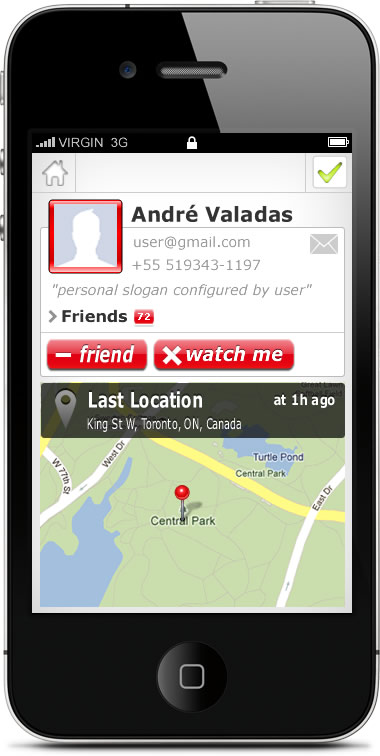 VIRGIN 3G
André Valadas
user@gmail.com
+55 519343-1197
"personal slogan configured by user"
Friends 72
friend
watch me
Last Location at 1h ago
King St W, Toronto, ON, Canada
W 77th St
West Dr
Turtle Pond
Central Park
East Dr
Central Park